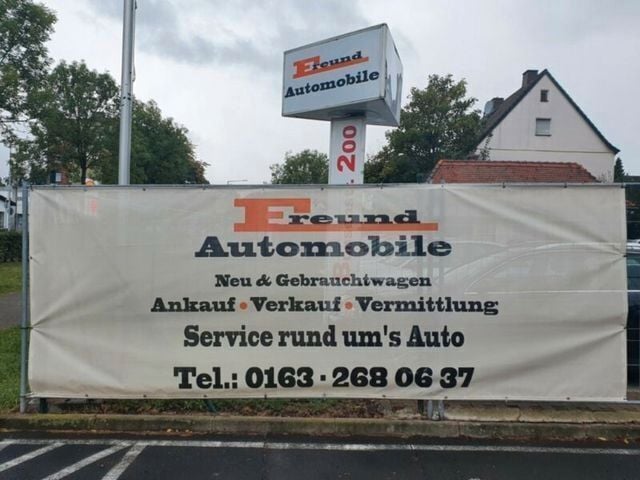 Freund
Automobile
200
Freund
Automobile
Neu & Gebrauchtwagen
Ankauf • Verkauf • Vermittlung
Service rund um's Auto
Tel.: 0163 · 268 06 37